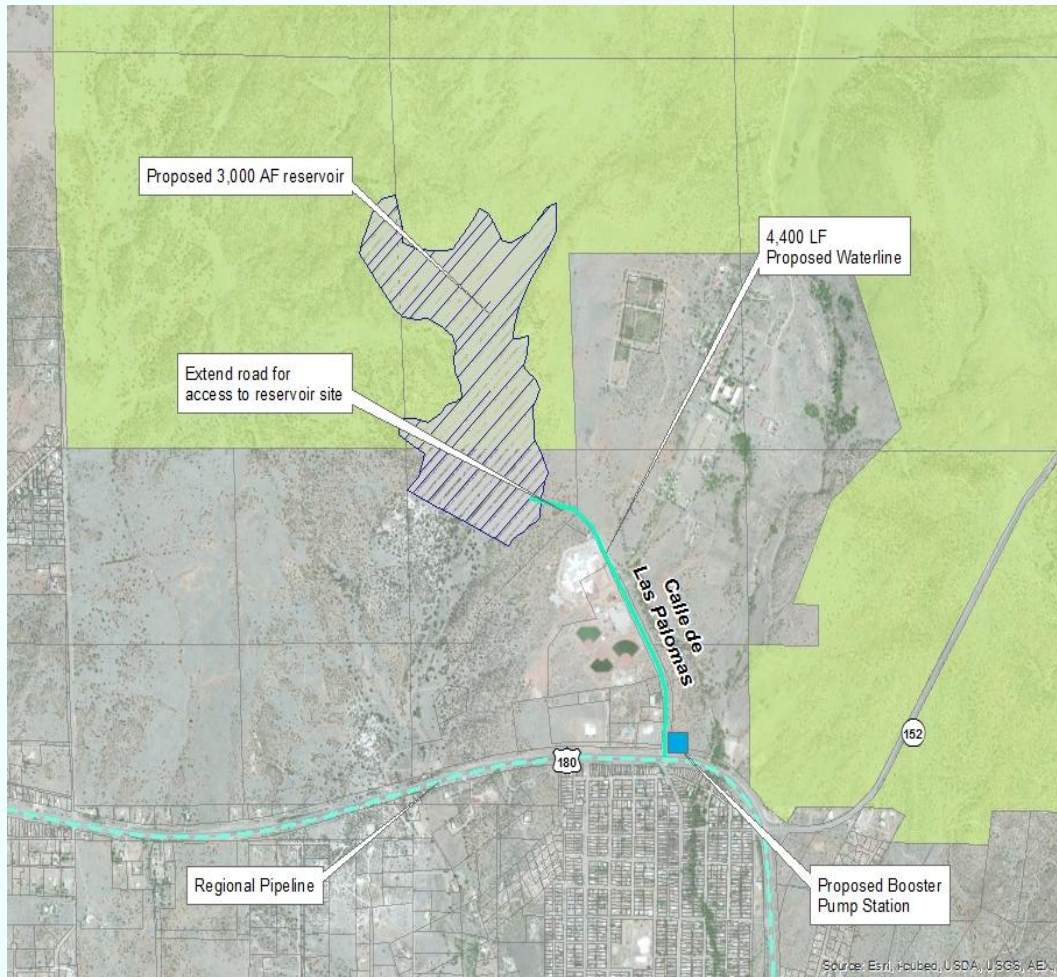 Proposed 3,000 AF reservoir
4,400 LF
Proposed Waterline
Extend road for
access to reservoir site
Calle de
Las Palomas
152
180
Regional Pipeline
Proposed Booster
Pump Station
Source: Esri, i-cubed, USDA, USGS, AEX,